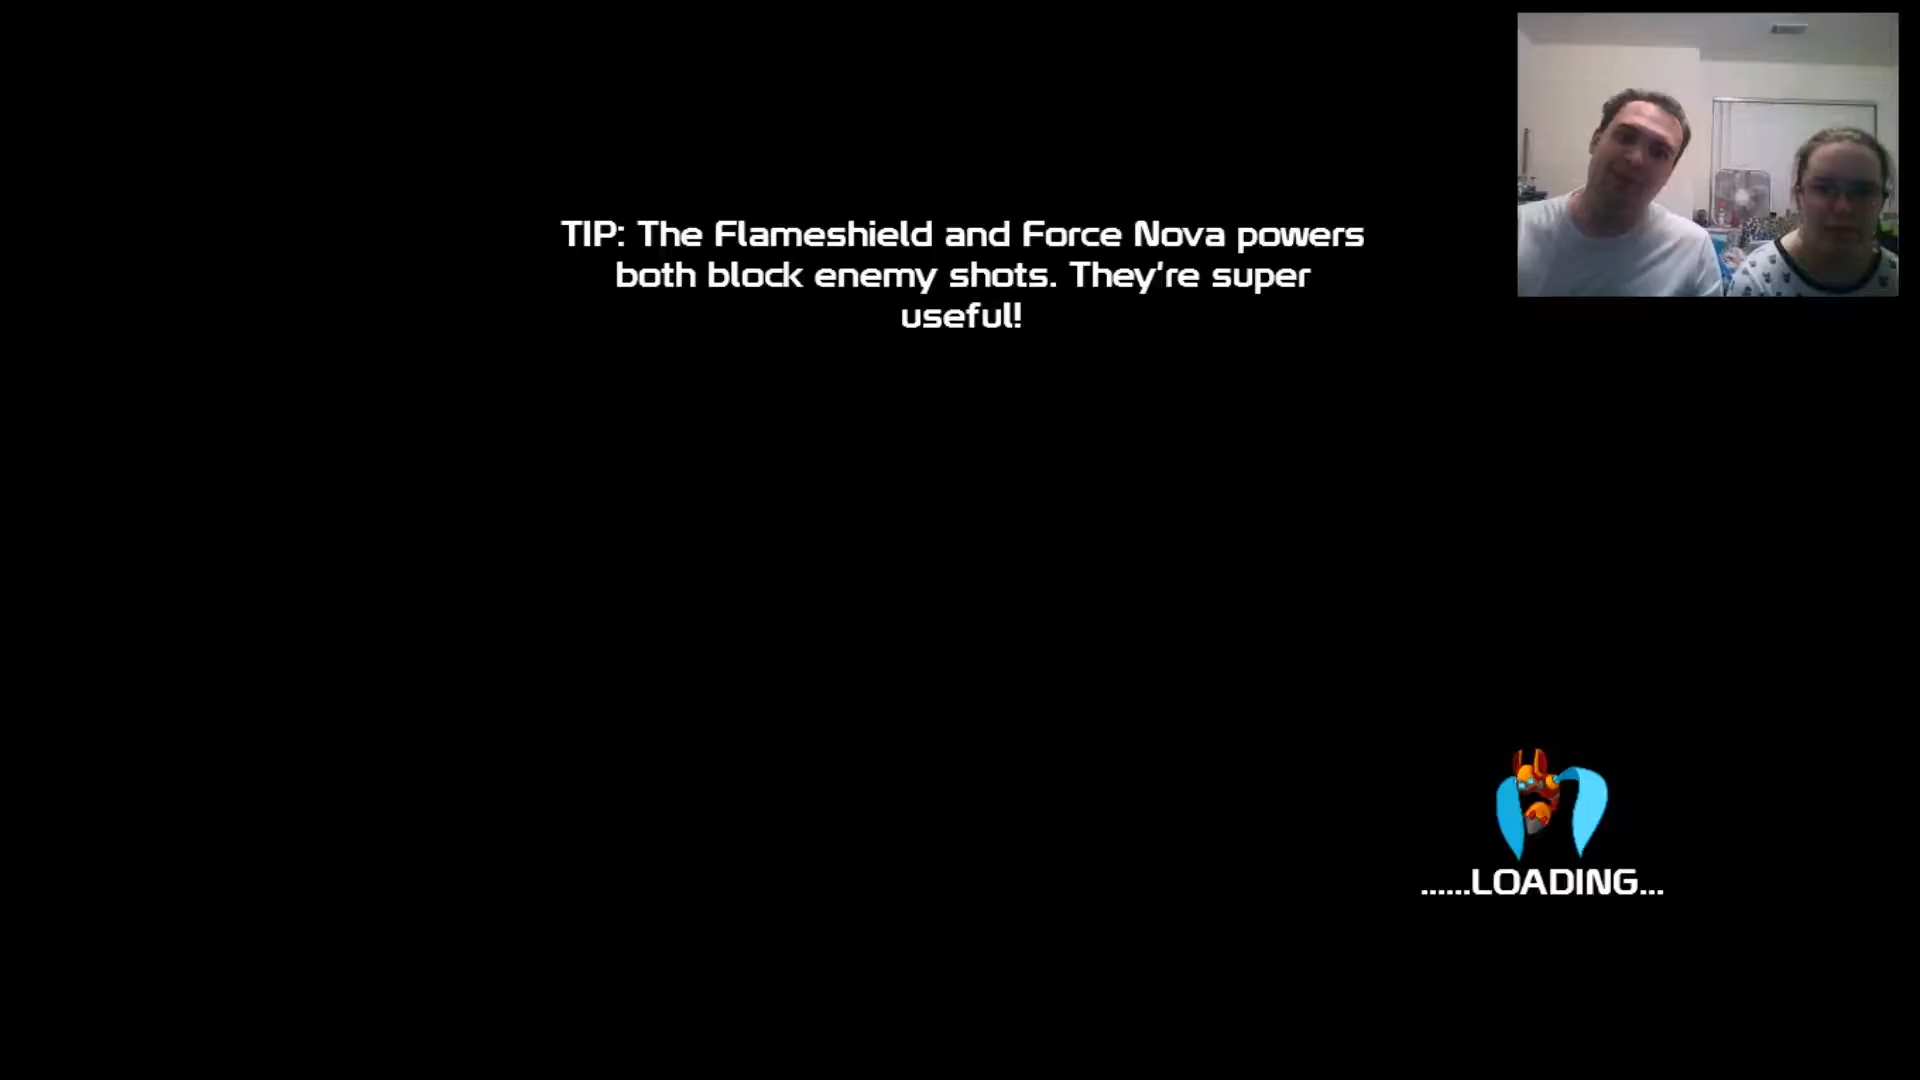 TIP: The Flameshield and Force Nova powers
both block enemy shots. They're super
useful!
......LOADING...